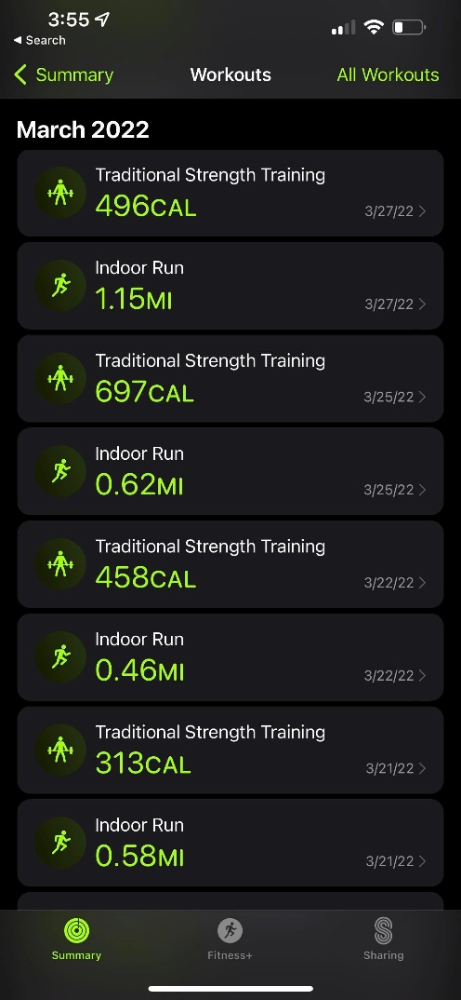 3:55
◀ Search
Summary
Workouts
All Workouts
March 2022
Traditional Strength Training
496CAL
3/27/22
Indoor Run
1.15MI
3/27/22
Traditional Strength Training
697CAL
3/25/22
Indoor Run
0.62MI
3/25/22
Traditional Strength Training
458CAL
3/22/22
Indoor Run
0.46MI
3/22/22
Traditional Strength Training
313CAL
3/21/22
Indoor Run
0.58MI
3/21/22
Summary
Fitness+
Sharing